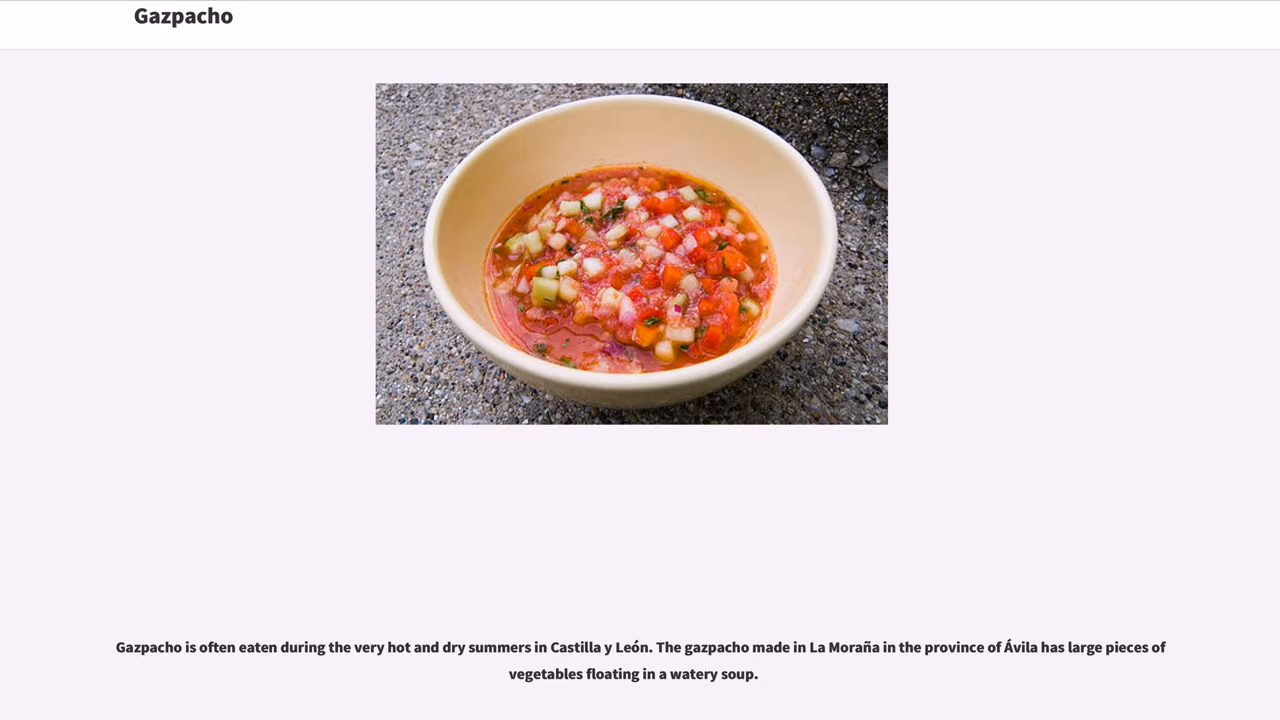 Gazpacho
Gazpacho is often eaten during the very hot and dry summers in Castilla y León. The gazpacho made in La Moraña in the province of Ávila has large pieces of
vegetables floating in a watery soup.